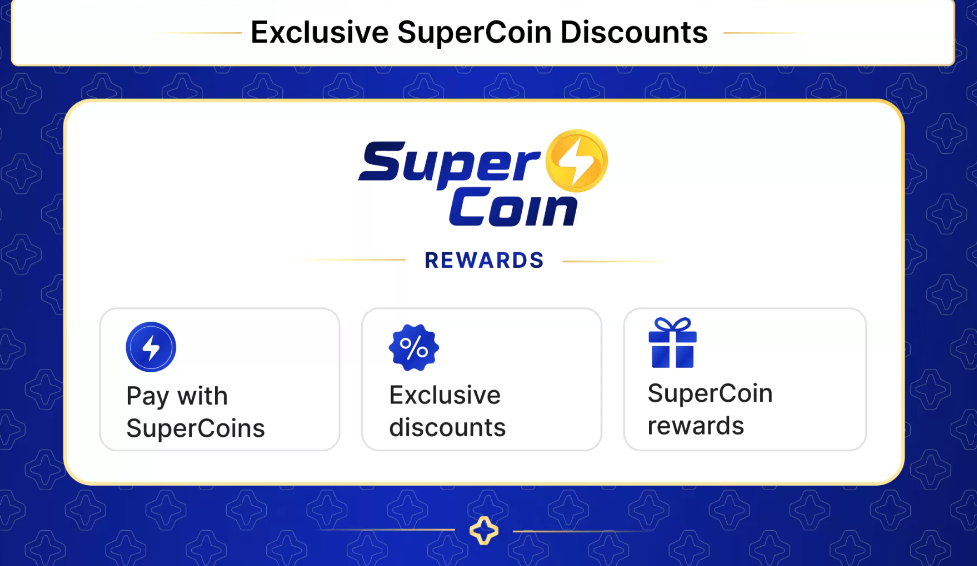 Exclusive SuperCoin Discounts
Super
Coin
REWARDS
Pay with
SuperCoins
Exclusive
discounts
SuperCoin
rewards